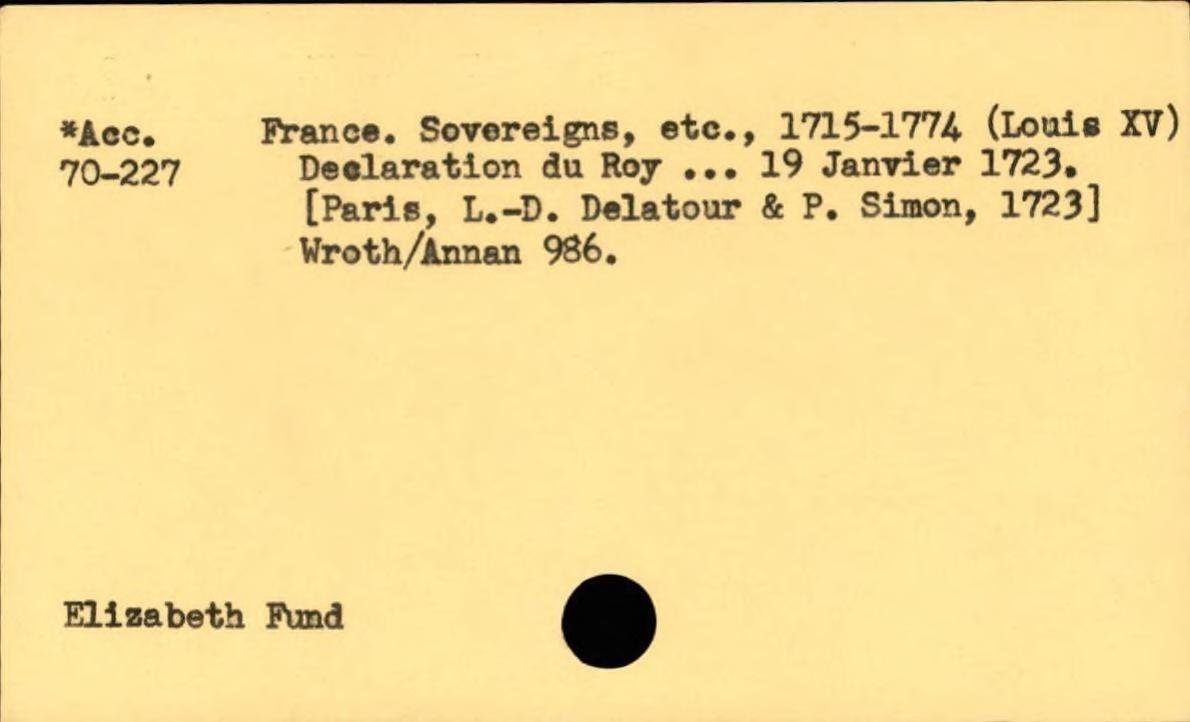 *Acc. France. Sovereigns, etc., 1715-1774 (Louis XV)
70-227 Declaration du Roy ... 19 Janvier 1723.
[Paris, L.-D. Delatour & P. Simon, 1723]
Wroth/Annan 986.
Elizabeth Fund